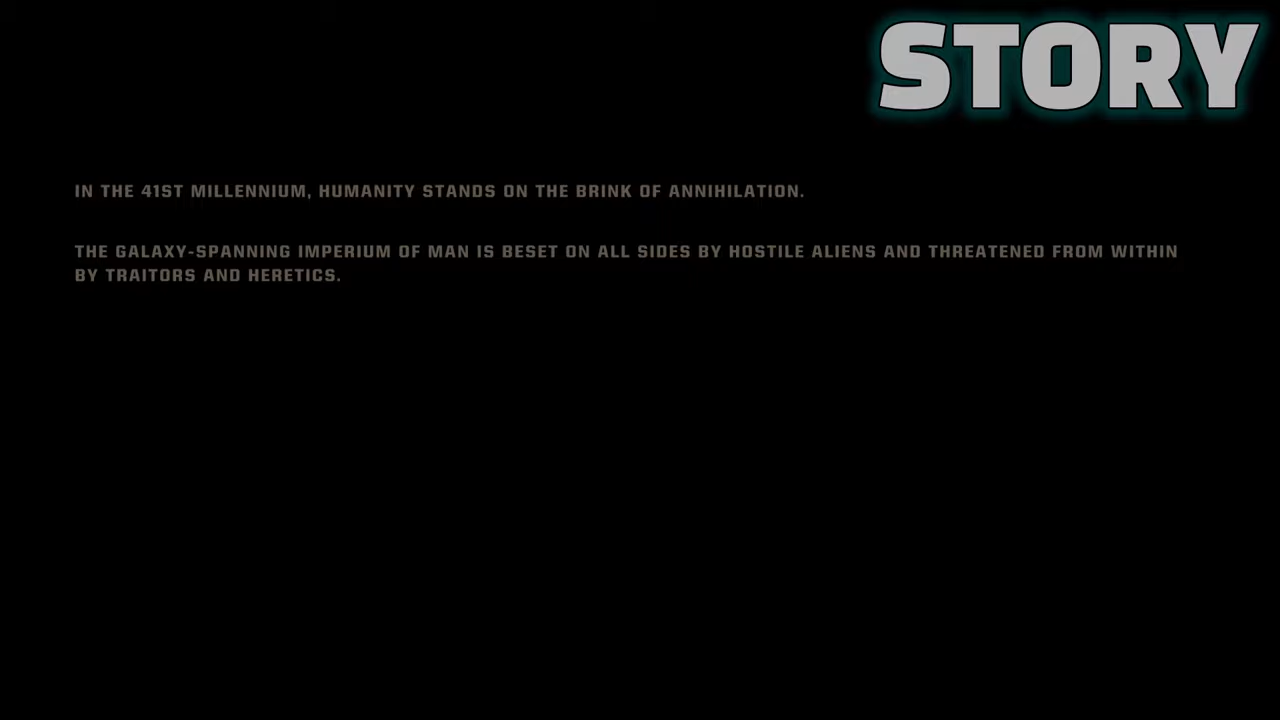 STORY
IN THE 41ST MILLENNIUM, HUMANITY STANDS ON THE BRINK OF ANNIHILATION.
THE GALAXY-SPANNING IMPERIUM OF MAN IS BESET ON ALL SIDES BY HOSTILE ALIENS AND THREATENED FROM WITHIN
BY TRAITORS AND HERETICS.